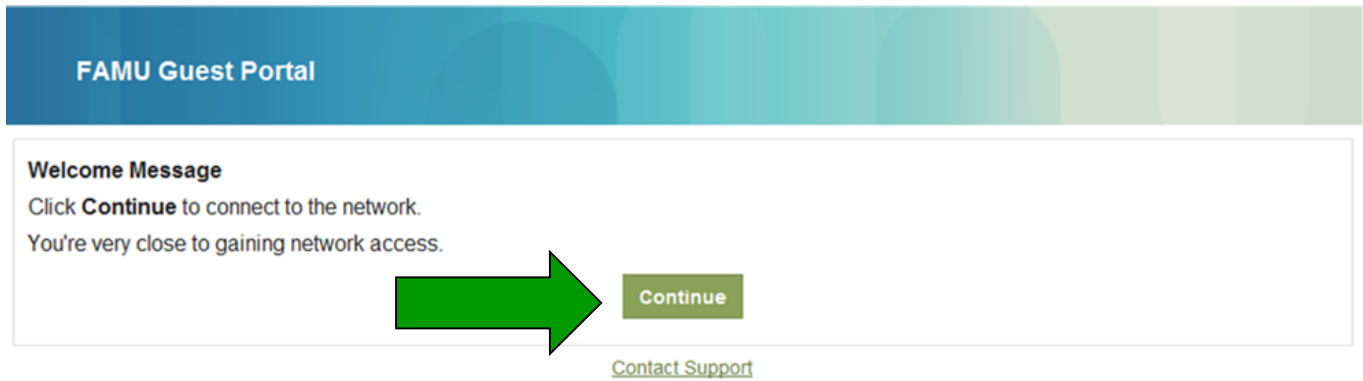 FAMU Guest Portal
Welcome Message
Click Continue to connect to the network.
You're very close to gaining network access.
Continue
Contact Support